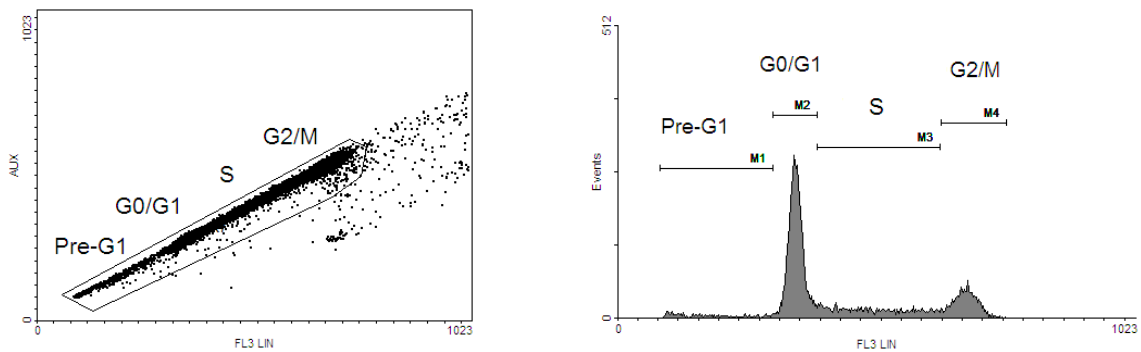 1023
AUX
0
Pre-G1
G0/G1
S
G2/M
0
1023
FL3 LIN
512
Events
0
Pre-G1
M1
G0/G1
M2
S
M3
G2/M
M4
0
1023
FL3 LIN